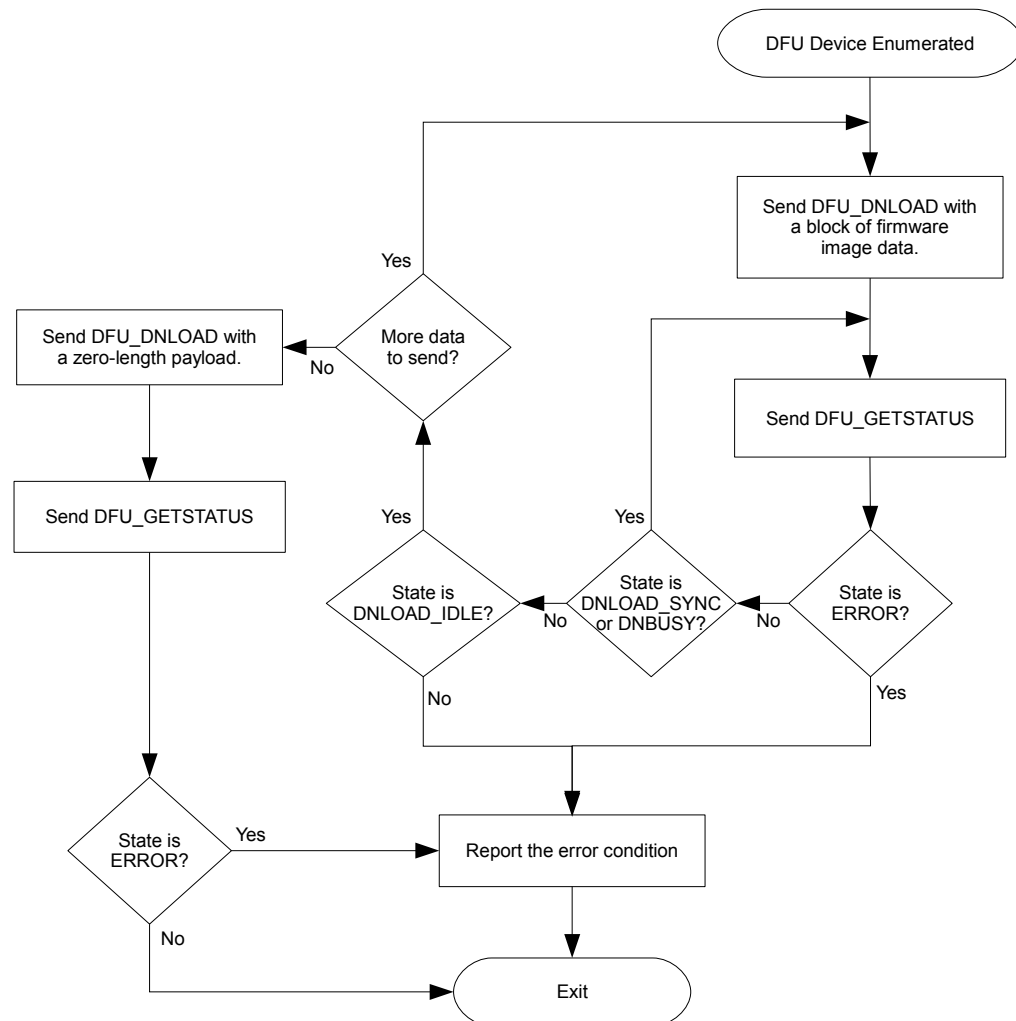 DFU Device Enumerated
Send DFU_DNLOAD with
a block of firmware
image data.
Yes
More data
to send?
No
Send DFU_DNLOAD with
a zero-length payload.
Send DFU_GETSTATUS
Send DFU_GETSTATUS
Yes
Yes
State is
DNLOAD_IDLE?
No
State is
DNLOAD_SYNC
or DNBUSY?
No
State is
ERROR?
No
Yes
State is
ERROR?
Yes
Report the error condition
No
Exit